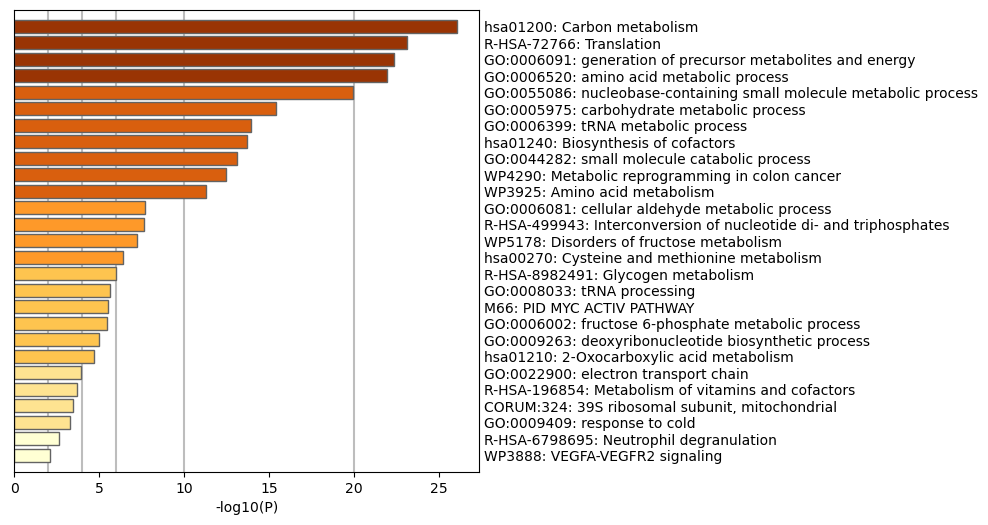 hsa01200: Carbon metabolism
R-HSA-72766: Translation
GO:0006091: generation of precursor metabolites and energy
GO:0006520: amino acid metabolic process
GO:0055086: nucleobase-containing small molecule metabolic process
GO:0005975: carbohydrate metabolic process
GO:0006399: tRNA metabolic process
hsa01240: Biosynthesis of cofactors
GO:0044282: small molecule catabolic process
WP4290: Metabolic reprogramming in colon cancer
WP3925: Amino acid metabolism
GO:0006081: cellular aldehyde metabolic process
R-HSA-499943: Interconversion of nucleotide di- and triphosphates
WP5178: Disorders of fructose metabolism
hsa00270: Cysteine and methionine metabolism
R-HSA-8982491: Glycogen metabolism
GO:0008033: tRNA processing
M66: PID MYC ACTIV PATHWAY
GO:0006002: fructose 6-phosphate metabolic process
GO:0009263: deoxyribonucleotide biosynthetic process
hsa01210: 2-Oxocarboxylic acid metabolism
GO:0022900: electron transport chain
R-HSA-196854: Metabolism of vitamins and cofactors
CORUM:324: 39S ribosomal subunit, mitochondrial
GO:0009409: response to cold
R-HSA-6798695: Neutrophil degranulation
WP3888: VEGFA-VEGFR2 signaling
0 5 10 15 20 25
-log10(P)